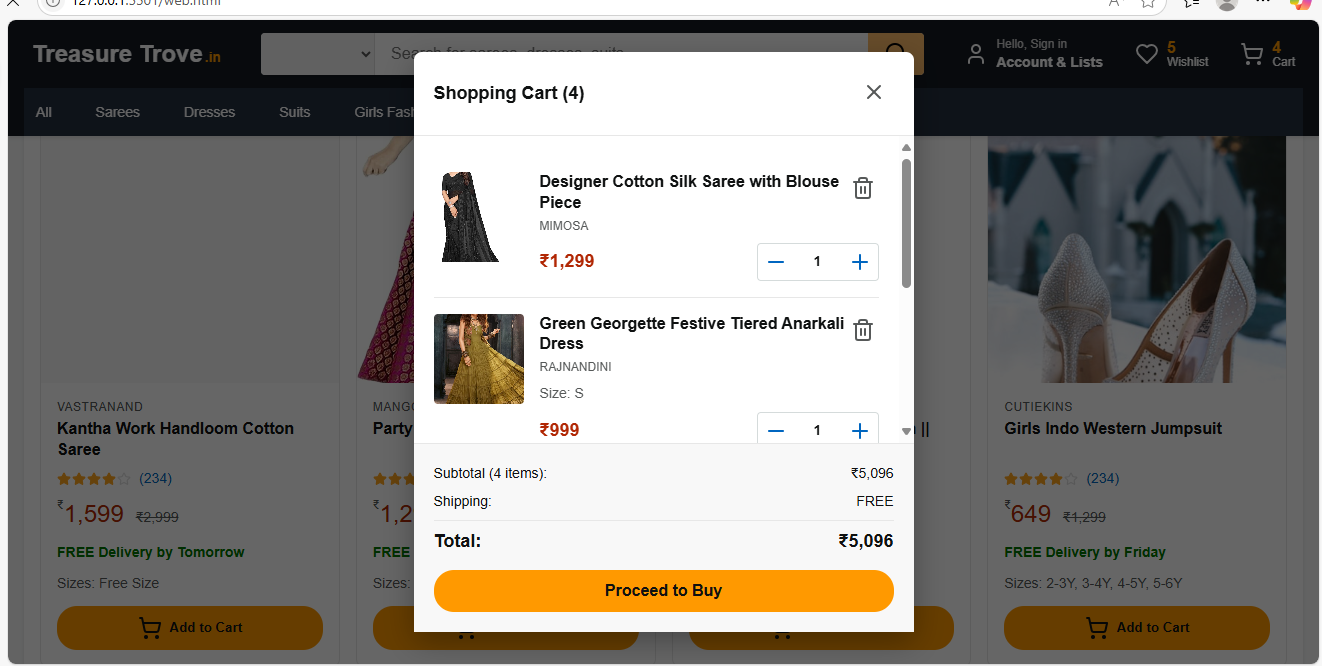 127.0.0.1:5501/web.html
Treasure Trove.in
Search for sarees, dresses, suits
Hello, Sign in
Account & Lists
5
Wishlist
4
Cart
All
Sarees
Dresses
Suits
Girls Fash
Shopping Cart (4)
Designer Cotton Silk Saree with Blouse
Piece
MIMOSA
₹1,299
1
Green Georgette Festive Tiered Anarkali
Dress
RAJNANDINI
Size: S
₹999
1
Subtotal (4 items):
₹5,096
Shipping:
FREE
Total:
₹5,096
Proceed to Buy
VASTRANAND
Kantha Work Handloom Cotton
Saree
(234)
₹1,599
₹2,999
FREE Delivery by Tomorrow
Sizes: Free Size
Add to Cart
MANGO
Party
₹1,2
FREE
Sizes:
||
CUTIEKINS
Girls Indo Western Jumpsuit
(234)
₹649
₹1,299
FREE Delivery by Friday
Sizes: 2-3Y, 3-4Y, 4-5Y, 5-6Y
Add to Cart